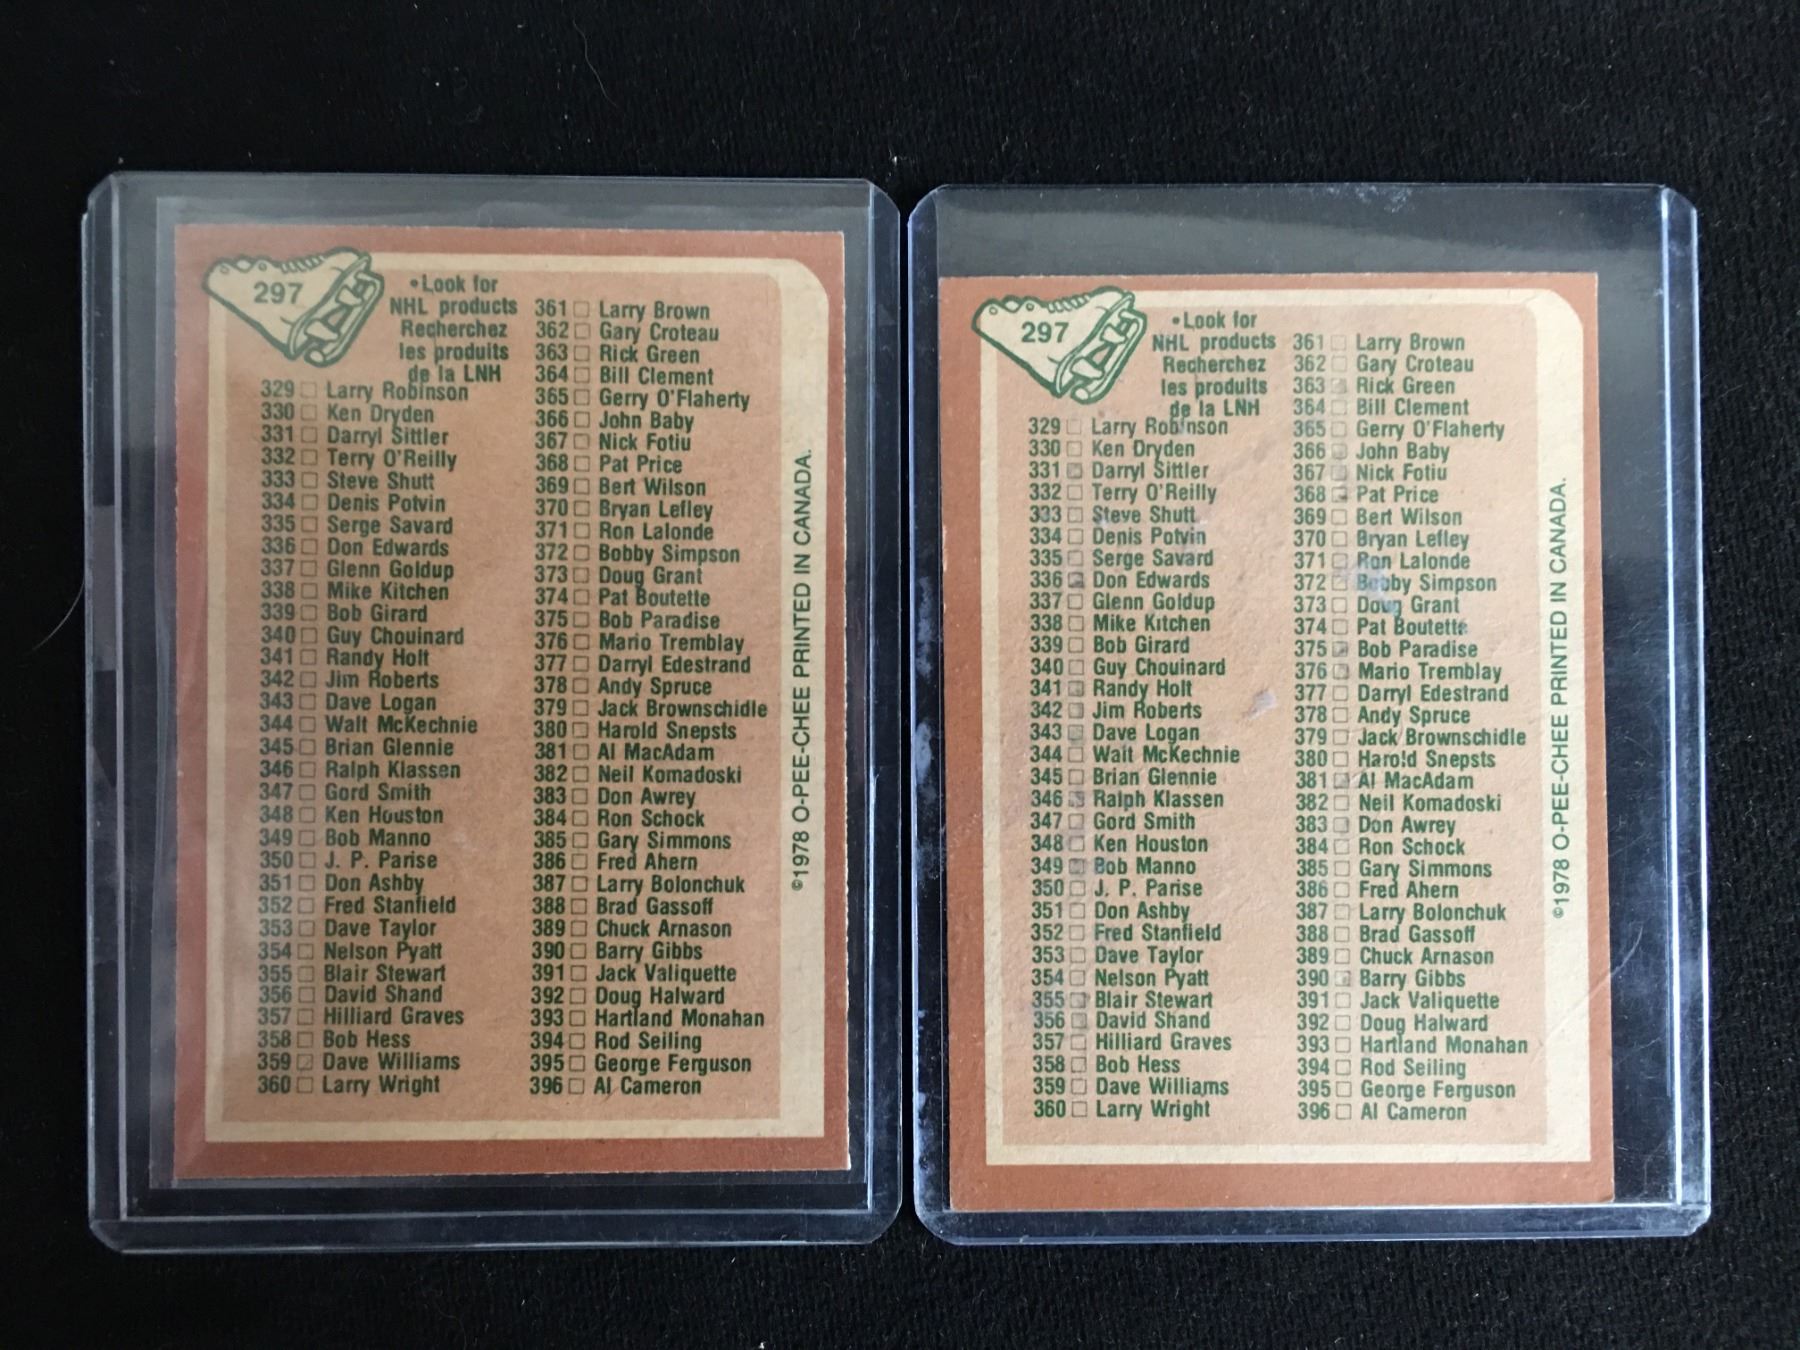 297
•Look for
NHL products
Recherchez
les produits
de la LNH
329 □ Larry Robinson
330 □ Ken Dryden
331 □ Darryl Sittler
332 □ Terry O'Reilly
333 □ Steve Shutt
334 □ Denis Potvin
335 □ Serge Savard
336 □ Don Edwards
337 □ Glenn Goldup
338 □ Mike Kitchen
339 □ Bob Girard
340 □ Guy Chouinard
341 □ Randy Holt
342 □ Jim Roberts
343 □ Dave Logan
344 □ Walt McKechnie
345 □ Brian Glennie
346 □ Ralph Klassen
347 □ Gord Smith
348 □ Ken Houston
349 □ Bob Manno
350 □ J. P. Parise
351 □ Don Ashby
352 □ Fred Stanfield
353 □ Dave Taylor
354 □ Nelson Pyatt
355 □ Blair Stewart
356 □ David Shand
357 □ Hilliard Graves
358 □ Bob Hess
359 □ Dave Williams
360 □ Larry Wright
361 □ Larry Brown
362 □ Gary Croteau
363 □ Rick Green
364 □ Bill Clement
365 □ Gerry O'Flaherty
366 □ John Baby
367 □ Nick Fotiu
368 □ Pat Price
369 □ Bert Wilson
370 □ Bryan Lefley
371 □ Ron Lalonde
372 □ Bobby Simpson
373 □ Doug Grant
374 □ Pat Boutette
375 □ Bob Paradise
376 □ Mario Tremblay
377 □ Darryl Edestrand
378 □ Andy Spruce
379 □ Jack Brownschidle
380 □ Harold Snepsts
381 □ Al MacAdam
382 □ Neil Komadoski
383 □ Don Awrey
384 □ Ron Schock
385 □ Gary Simmons
386 □ Fred Ahern
387 □ Larry Bolonchuk
388 □ Brad Gassoff
389 □ Chuck Arnason
390 □ Barry Gibbs
391 □ Jack Valiquette
392 □ Doug Halward
393 □ Hartland Monahan
394 □ Rod Seiling
395 □ George Ferguson
396 □ Al Cameron
©1978 O-PEE-CHEE PRINTED IN CANADA.
297
•Look for
NHL products
Recherchez
les produits
de la LNH
329 □ Larry Robinson
330 □ Ken Dryden
331 □ Darryl Sittler
332 □ Terry O'Reilly
333 □ Steve Shutt
334 □ Denis Potvin
335 □ Serge Savard
336 □ Don Edwards
337 □ Glenn Goldup
338 □ Mike Kitchen
339 □ Bob Girard
340 □ Guy Chouinard
341 □ Randy Holt
342 □ Jim Roberts
343 □ Dave Logan
344 □ Walt McKechnie
345 □ Brian Glennie
346 □ Ralph Klassen
347 □ Gord Smith
348 □ Ken Houston
349 □ Bob Manno
350 □ J. P. Parise
351 □ Don Ashby
352 □ Fred Stanfield
353 □ Dave Taylor
354 □ Nelson Pyatt
355 □ Blair Stewart
356 □ David Shand
357 □ Hilliard Graves
358 □ Bob Hess
359 □ Dave Williams
360 □ Larry Wright
361 □ Larry Brown
362 □ Gary Croteau
363 □ Rick Green
364 □ Bill Clement
365 □ Gerry O'Flaherty
366 □ John Baby
367 □ Nick Fotiu
368 □ Pat Price
369 □ Bert Wilson
370 □ Bryan Lefley
371 □ Ron Lalonde
372 □ Bobby Simpson
373 □ Doug Grant
374 □ Pat Boutette
375 □ Bob Paradise
376 □ Mario Tremblay
377 □ Darryl Edestrand
378 □ Andy Spruce
379 □ Jack Brownschidle
380 □ Harold Snepsts
381 □ Al MacAdam
382 □ Neil Komadoski
383 □ Don Awrey
384 □ Ron Schock
385 □ Gary Simmons
386 □ Fred Ahern
387 □ Larry Bolonchuk
388 □ Brad Gassoff
389 □ Chuck Arnason
390 □ Barry Gibbs
391 □ Jack Valiquette
392 □ Doug Halward
393 □ Hartland Monahan
394 □ Rod Seiling
395 □ George Ferguson
396 □ Al Cameron
©1978 O-PEE-CHEE PRINTED IN CANADA.